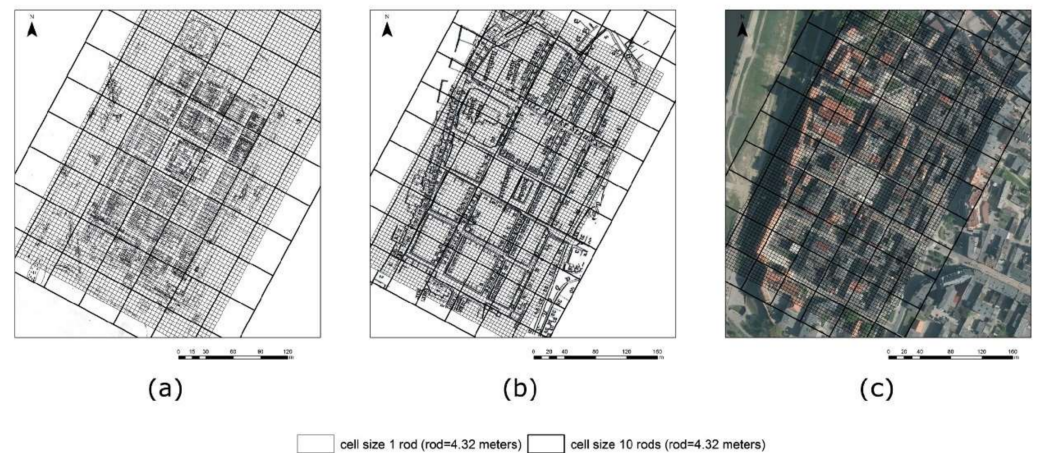 N
N
N
0 15 30 60 90 120
m
0 20 40 80 120 160
m
0 20 40 80 120 160
m
(a)
(b)
(c)
cell size 1 rod (rod=4.32 meters)
cell size 10 rods (rod=4.32 meters)